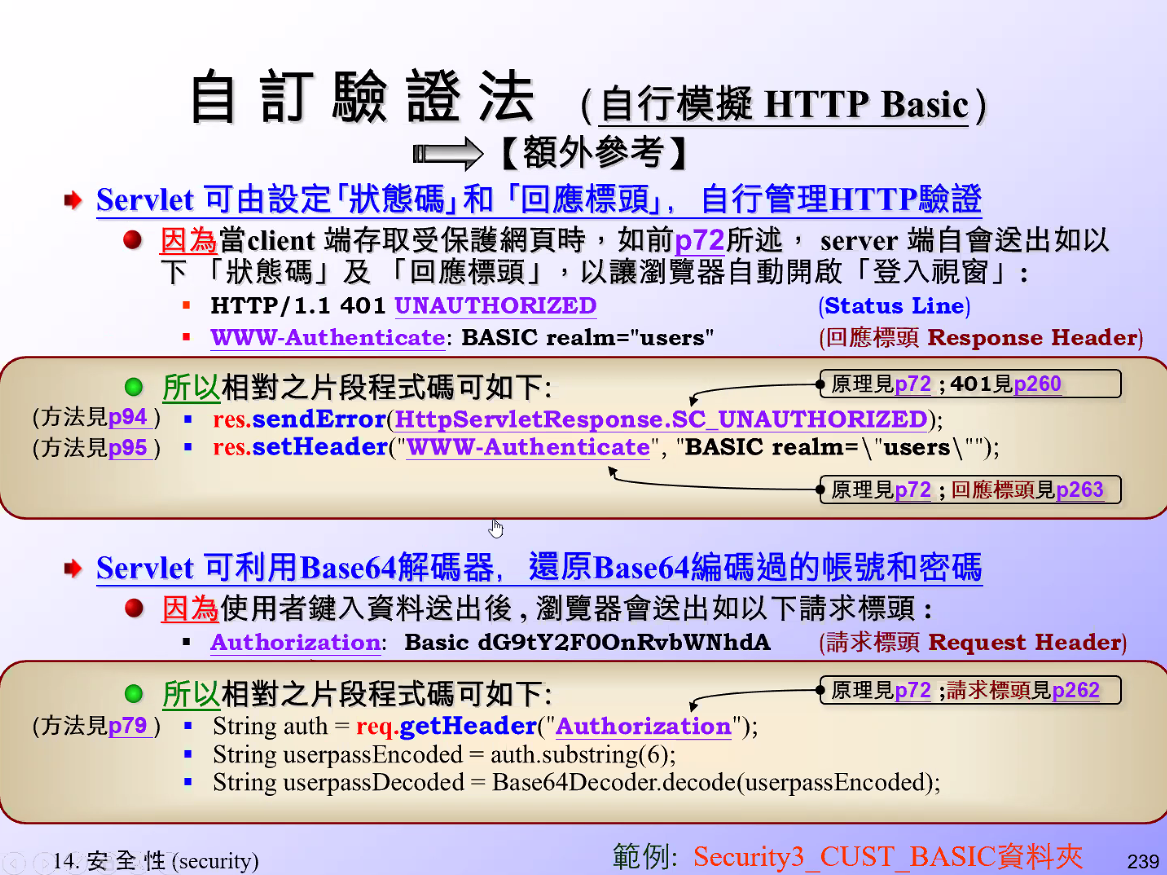 自 訂 驗 證 法 (自行模擬 HTTP Basic)
【額外參考】
Servlet 可由設定「狀態碼」和 「回應標頭」, 自行管理HTTP驗證
因為當client 端存取受保護網頁時，如前p72所述， server 端自會送出如以
下 「狀態碼」及 「回應標頭」，以讓瀏覽器自動開啟「登入視窗」:
HTTP/1.1 401 UNAUTHORIZED (Status Line)
WWW-Authenticate: BASIC realm="users" (回應標頭 Response Header)
所以相對之片段程式碼可如下: 原理見p72 ; 401見p260
(方法見p94 ) res.sendError(HttpServletResponse.SC_UNAUTHORIZED);
(方法見p95 ) res.setHeader("WWW-Authenticate", "BASIC realm=\"users\"");
原理見p72 ; 回應標頭見p263
Servlet 可利用Base64解碼器, 還原Base64編碼過的帳號和密碼
因為使用者鍵入資料送出後 , 瀏覽器會送出如以下請求標頭 :
Authorization: Basic dG9tY2F0OnRvbWNhdA (請求標頭 Request Header)
所以相對之片段程式碼可如下: 原理見p72 ;請求標頭見p262
(方法見p79 ) String auth = req.getHeader("Authorization");
String userpassEncoded = auth.substring(6);
String userpassDecoded = Base64Decoder.decode(userpassEncoded);
14. 安 全 性 (security) 範例: Security3_CUST_BASIC資料夾 239